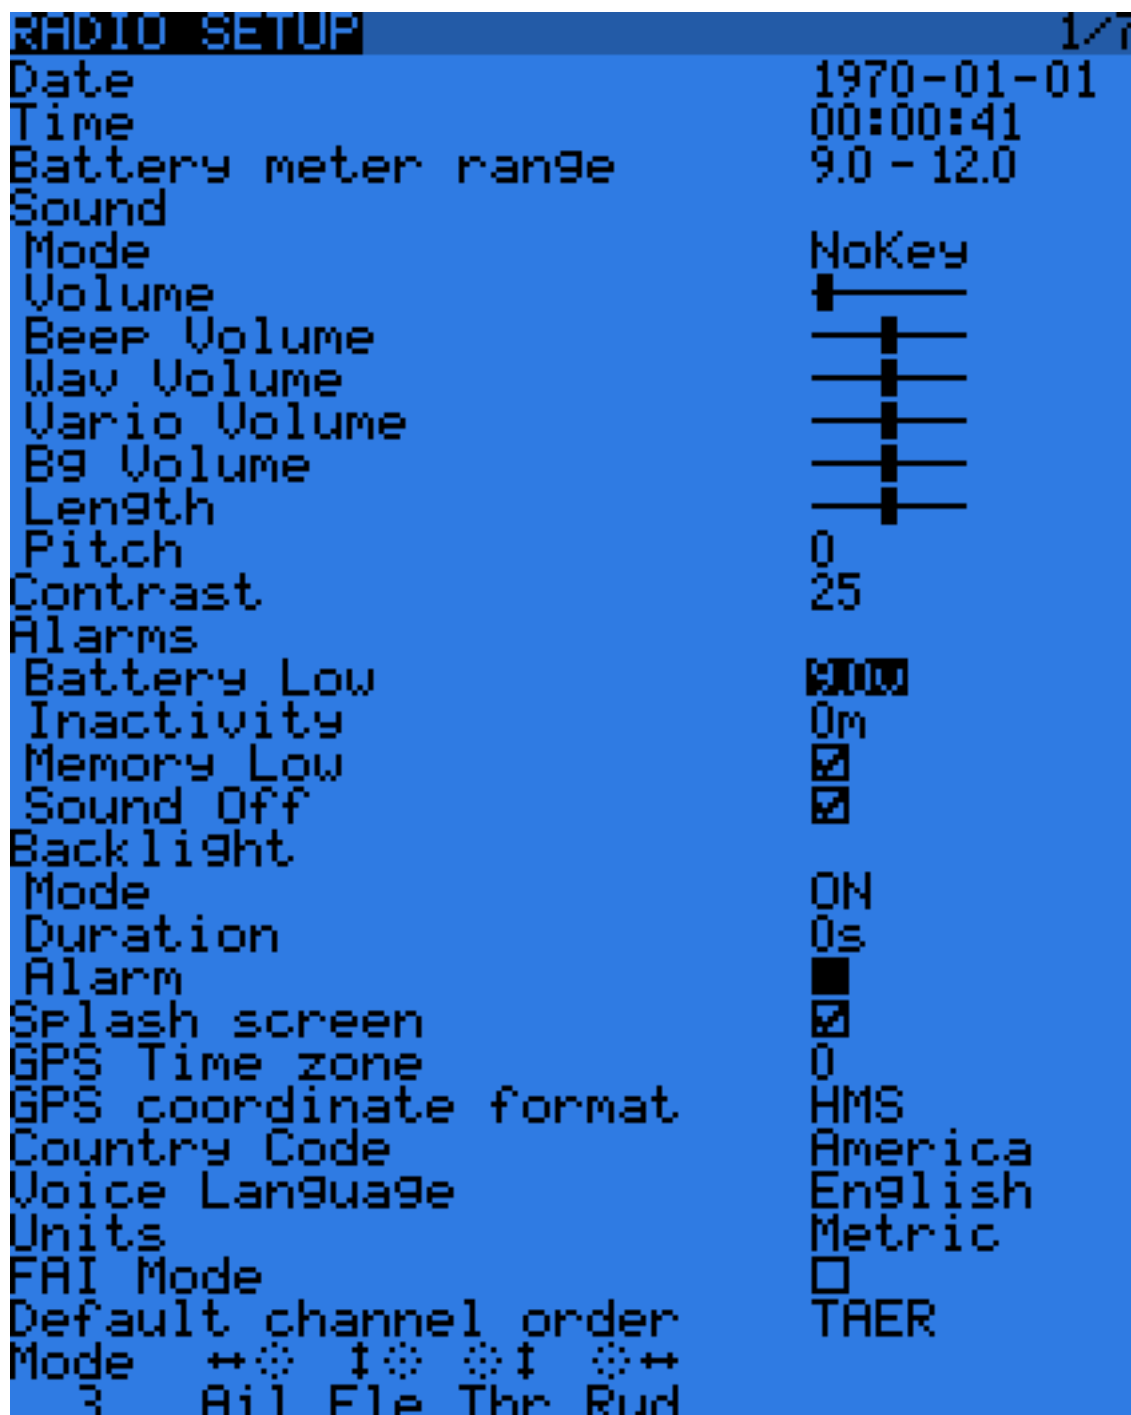 RADIO SETUP 1/7
Date 1970-01-01
Time 00:00:41
Battery meter range 9.0 - 12.0
Sound
Mode NoKey
Volume
Beep Volume
Wav Volume
Vario Volume
Bg Volume
Length
Pitch 0
Contrast 25
Alarms
Battery Low
Inactivity 0m
Memory Low
Sound Off
Backlight
Mode ON
Duration 0s
Alarm
Splash screen
GPS Time zone 0
GPS coordinate format HMS
Country Code America
Voice Language English
Units Metric
FAI Mode
Default channel order TAER
Mode
3 Ail Ele Thr Rud